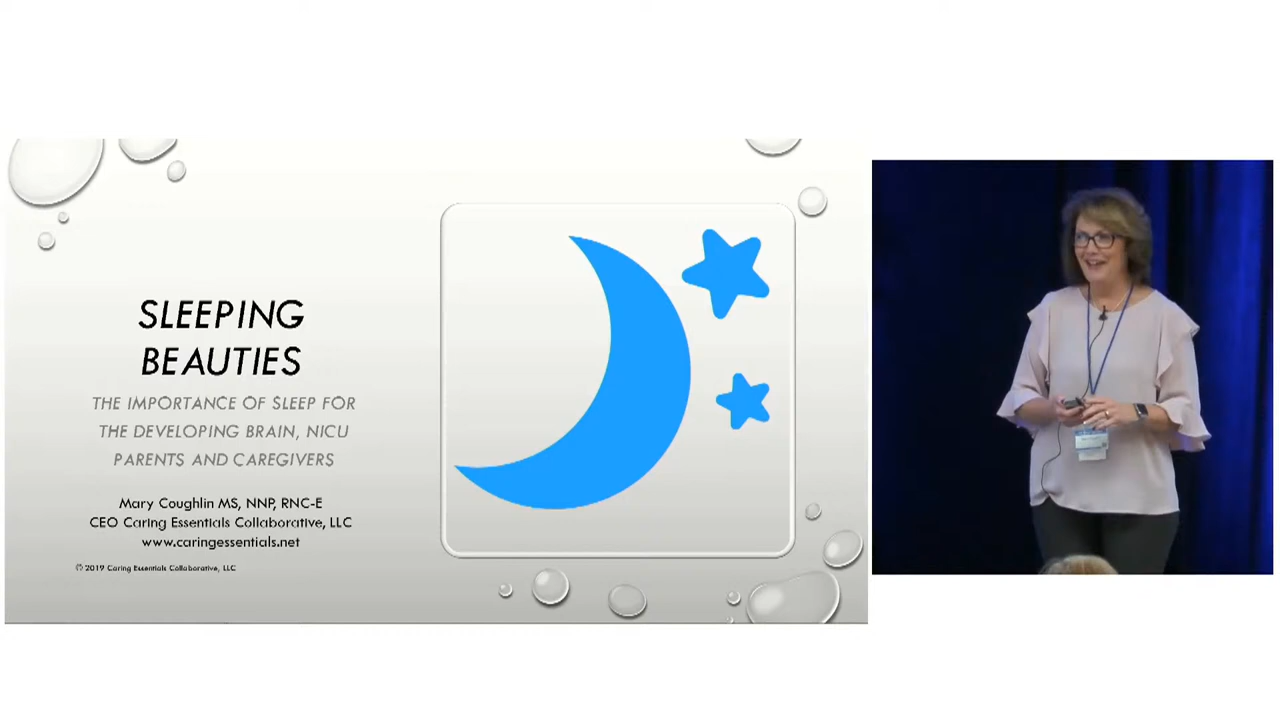 SLEEPING
BEAUTIES
THE IMPORTANCE OF SLEEP FOR
THE DEVELOPING BRAIN, NICU
PARENTS AND CAREGIVERS
Mary Coughlin MS, NNP, RNC-E
CEO Caring Essentials Collaborative, LLC
www.caringessentials.net
© 2019 Caring Essentials Collaborative, LLC